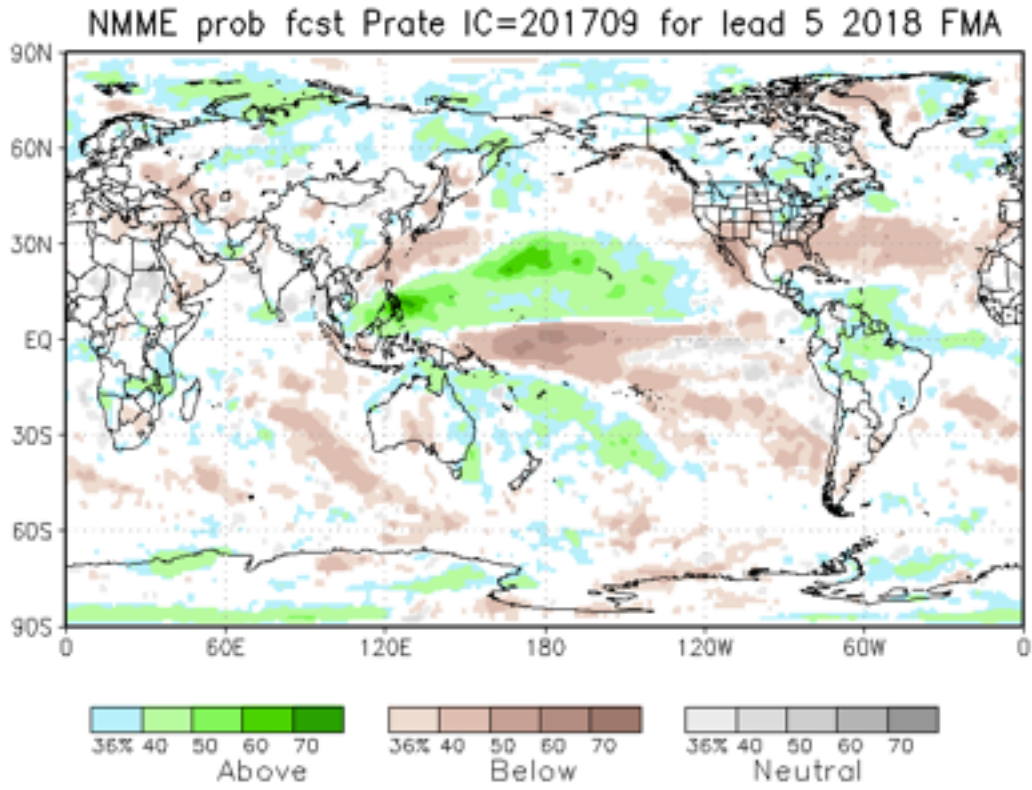 NMME prob fcst Prate IC=201709 for lead 5 2018 FMA
90N
60N
30N
EQ
30S
60S
90S
0 60E 120E 180 120W 60W 0
36% 40 50 60 70 36% 40 50 60 70 36% 40 50 60 70
Above Below Neutral